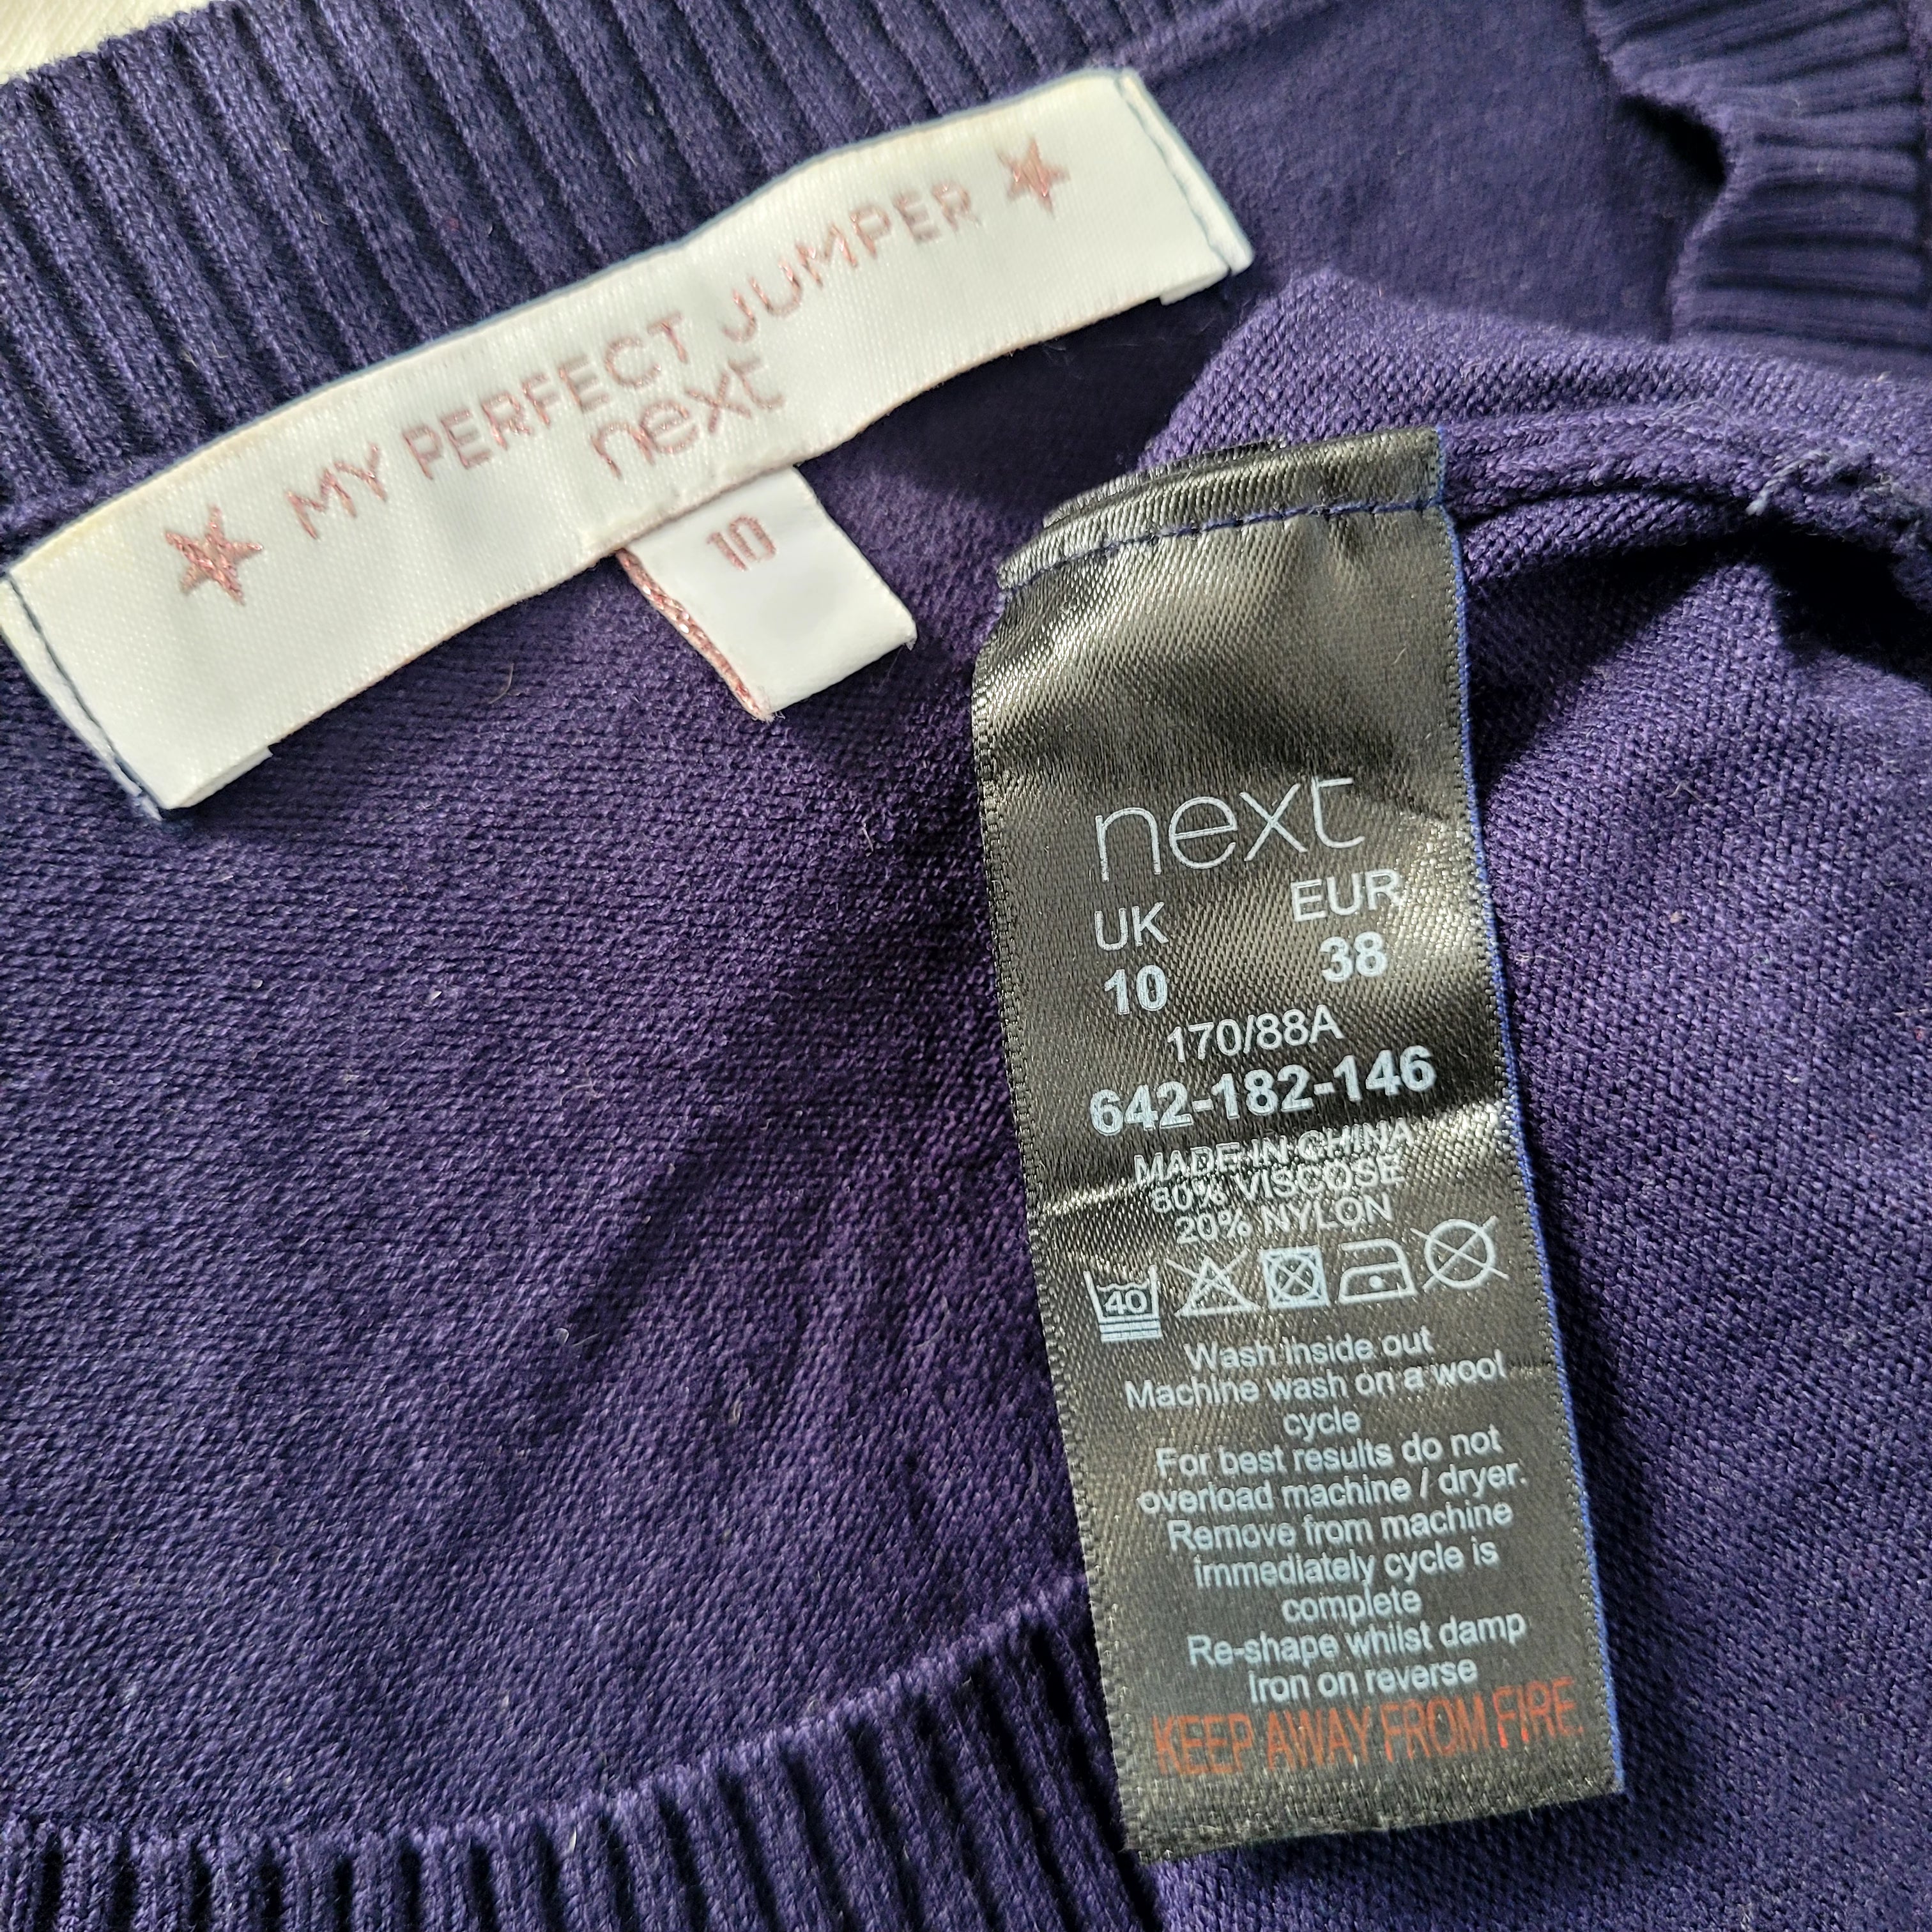 MY PERFECT JUMPER
next
10
next
UK EUR
10 38
170/88A
642-182-146
MADE IN CHINA
80% VISCOSE
20% NYLON
40
Wash inside out
Machine wash on a wool
cycle
For best results do not
overload machine / dryer.
Remove from machine
immediately cycle is
complete
Re-shape whilst damp
Iron on reverse
KEEP AWAY FROM FIRE.